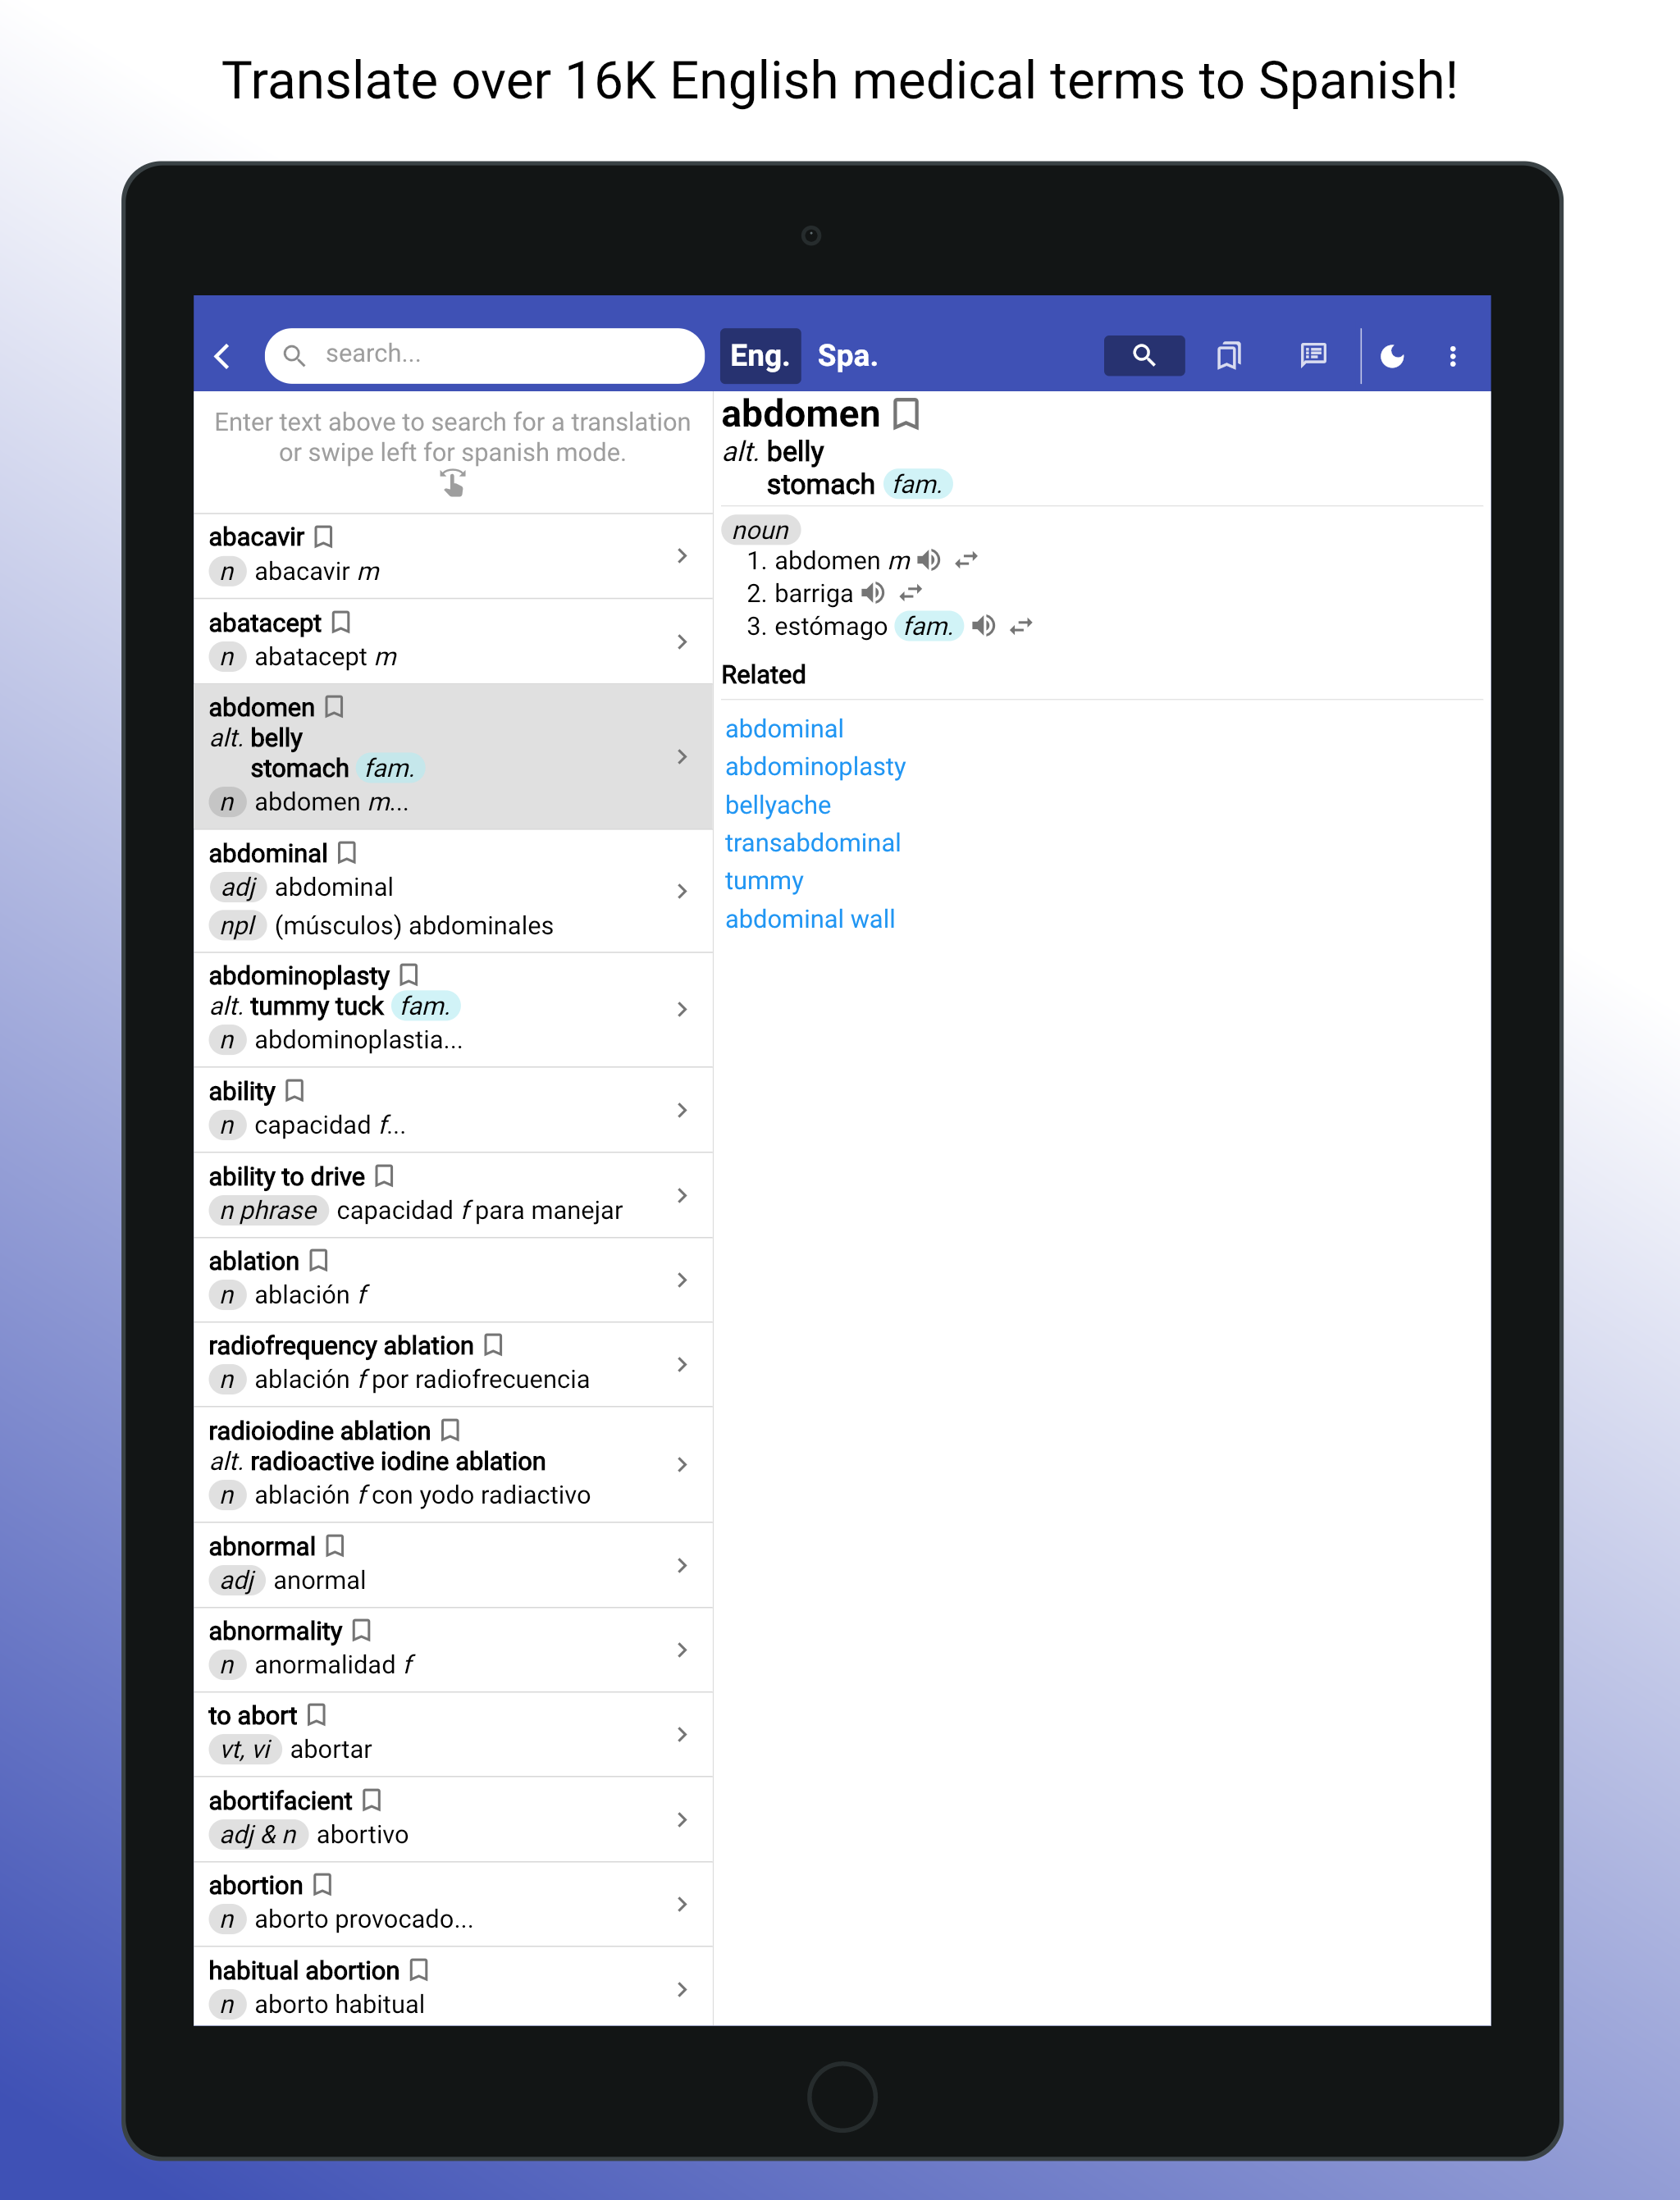 Translate over 16K English medical terms to Spanish!
search...
Eng. Spa.
Enter text above to search for a translation
or swipe left for spanish mode.
abacavir
n abacavir m
abatacept
n abatacept m
abdomen
alt. belly
stomach fam.
n abdomen m...
abdominal
adj abdominal
npl (músculos) abdominales
abdominoplasty
alt. tummy tuck fam.
n abdominoplastia...
ability
n capacidad f...
ability to drive
n phrase capacidad f para manejar
ablation
n ablación f
radiofrequency ablation
n ablación f por radiofrecuencia
radioiodine ablation
alt. radioactive iodine ablation
n ablación f con yodo radiactivo
abnormal
adj anormal
abnormality
n anormalidad f
to abort
vt, vi abortar
abortifacient
adj & n abortivo
abortion
n aborto provocado...
habitual abortion
n aborto habitual
abdomen
alt. belly
stomach fam.
noun
1. abdomen m
2. barriga
3. estómago fam.
Related
abdominal
abdominoplasty
bellyache
transabdominal
tummy
abdominal wall